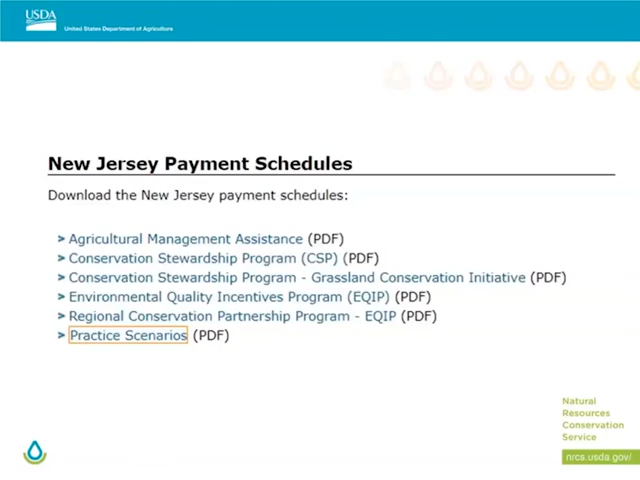 USDA
United States Department of Agriculture
New Jersey Payment Schedules
Download the New Jersey payment schedules:
> Agricultural Management Assistance (PDF)
> Conservation Stewardship Program (CSP) (PDF)
> Conservation Stewardship Program - Grassland Conservation Initiative (PDF)
> Environmental Quality Incentives Program (EQIP) (PDF)
> Regional Conservation Partnership Program - EQIP (PDF)
> Practice Scenarios (PDF)
Natural
Resources
Conservation
Service
nrcs.usda.gov/